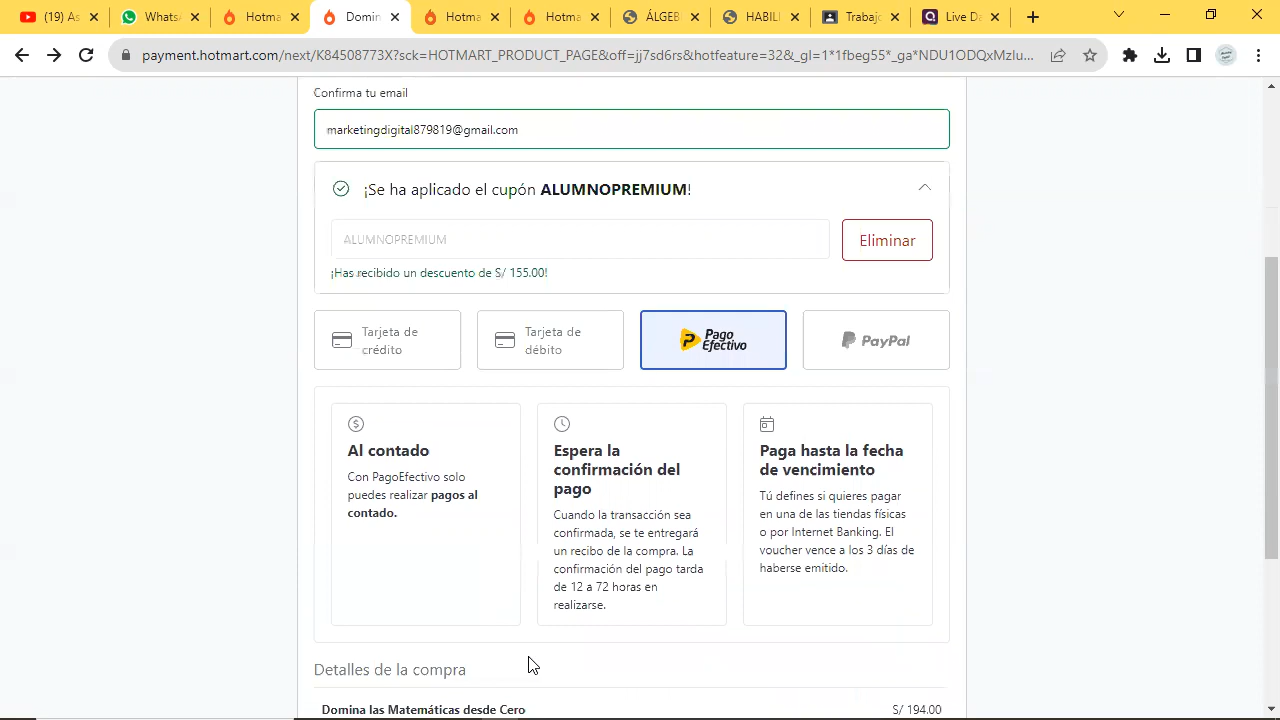 (19) As
WhatsA
Hotma
Domin
Hotma
Hotma
ÁLGEB
HABILI
Trabajo
Live Da
payment.hotmart.com/next/K84508773X?sck=HOTMART_PRODUCT_PAGE&off=jj7sd6rs&hotfeature=32&_gl=1*1fbeg55*_ga*NDU1ODQxMzIu...
Confirma tu email
marketingdigital879819@gmail.com
¡Se ha aplicado el cupón ALUMNOPREMIUM!
ALUMNOPREMIUM
Eliminar
¡Has recibido un descuento de S/ 155.00!
Tarjeta de
crédito
Tarjeta de
débito
Pago
Efectivo
PayPal
Al contado
Con PagoEfectivo solo
puedes realizar pagos al
contado.
Espera la
confirmación del
pago
Cuando la transacción sea
confirmada, se te entregará
un recibo de la compra. La
confirmación del pago tarda
de 12 a 72 horas en
realizarse.
Paga hasta la fecha
de vencimiento
Tú defines si quieres pagar
en una de las tiendas físicas
o por Internet Banking. El
voucher vence a los 3 días de
haberse emitido.
Detalles de la compra
Domina las Matemáticas desde Cero
S/ 194.00